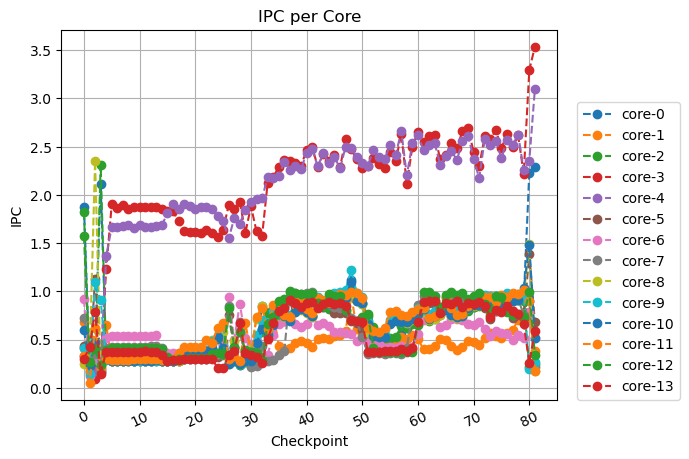 IPC per Core
IPC
3.5
3.0
2.5
2.0
1.5
1.0
0.5
0.0
0 10 20 30 40 50 60 70 80
Checkpoint
core-0
core-1
core-2
core-3
core-4
core-5
core-6
core-7
core-8
core-9
core-10
core-11
core-12
core-13